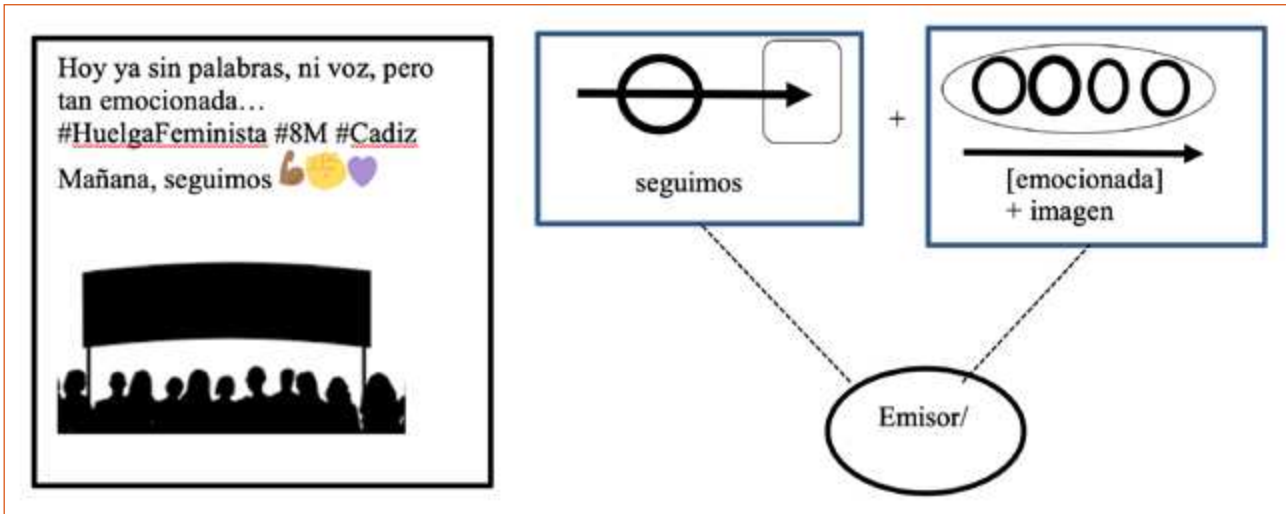 Hoy ya sin palabras, ni voz, pero
tan emocionada…
#HuelgaFeminista #8M #Cadiz
Mañana, seguimos 💪🏾✊💜
seguimos
+
[emocionada]
+ imagen
Emisor/